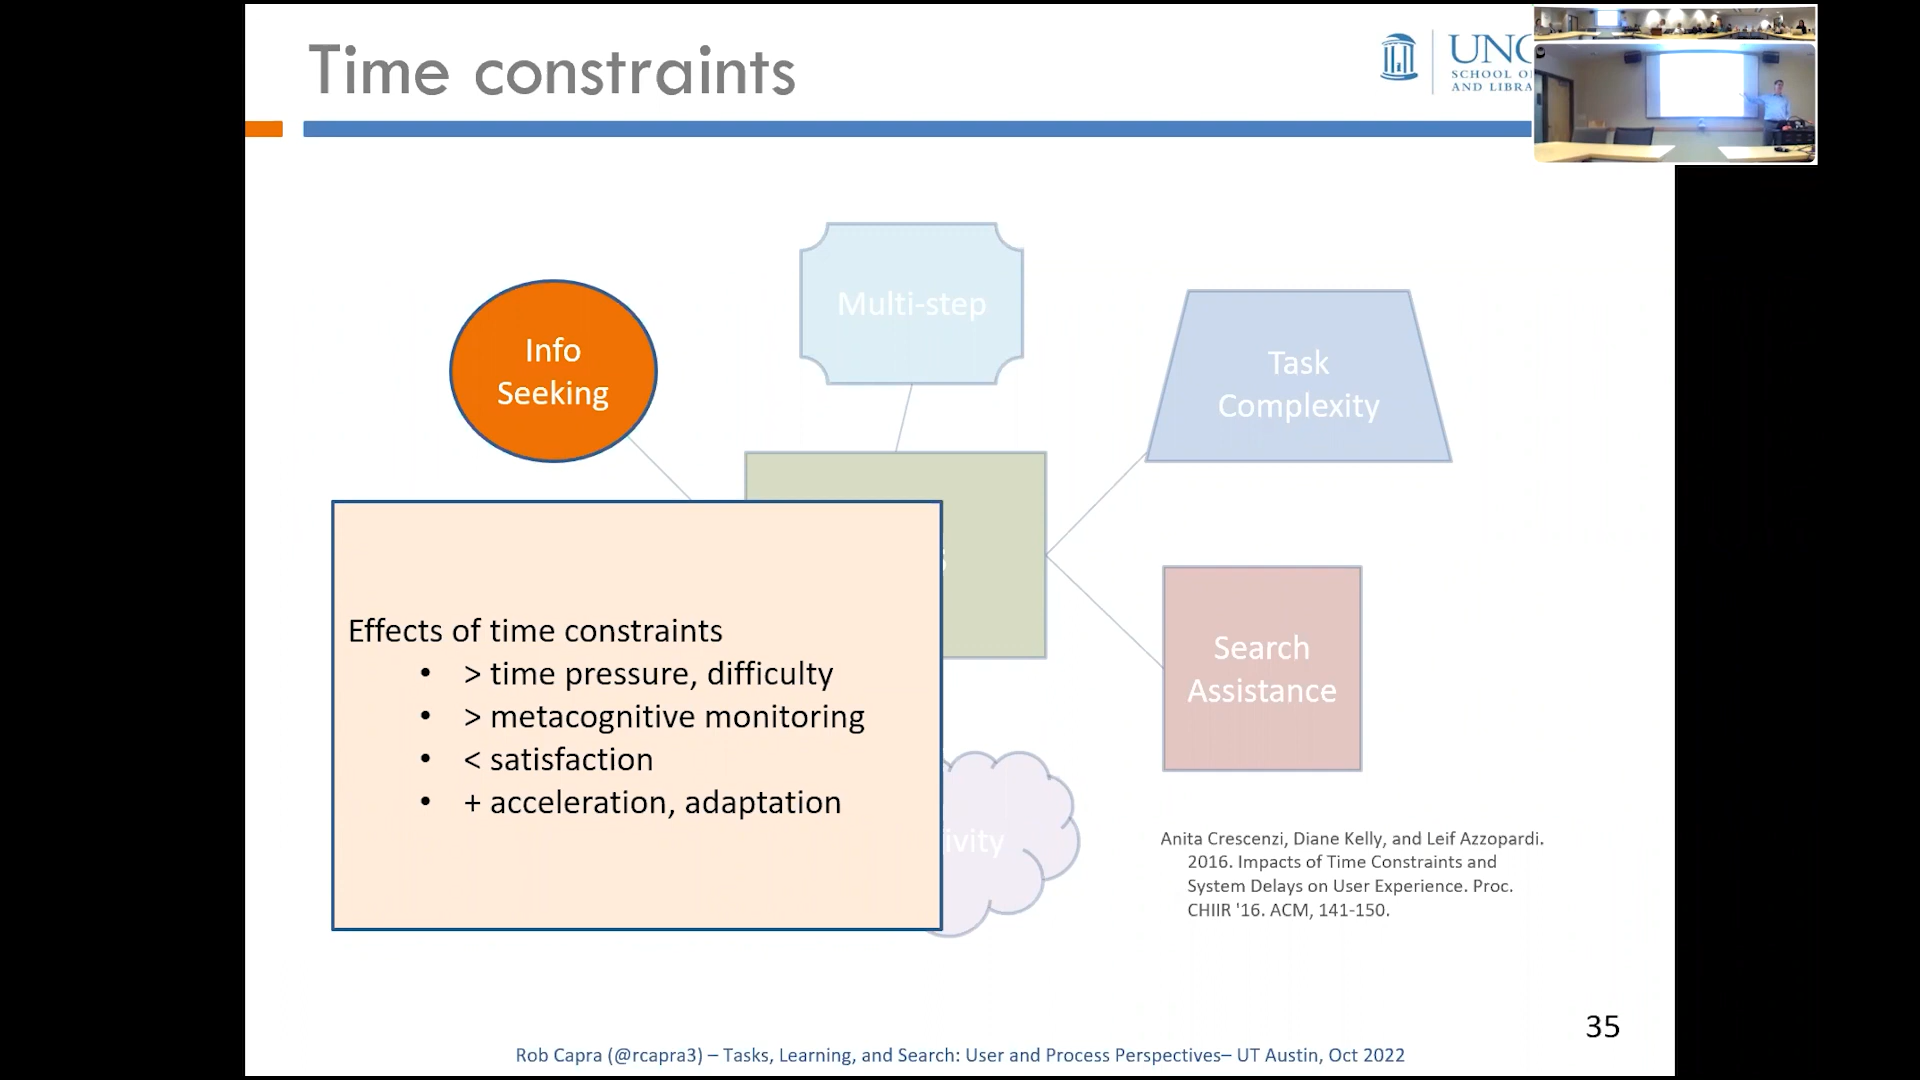 Time constraints
UNC
SCHOOL O
AND LIBRA
Multi-step
Info
Seeking
Task
Complexity
Effects of time constraints
• > time pressure, difficulty
• > metacognitive monitoring
• < satisfaction
• + acceleration, adaptation
Search
Assistance
ivity
Anita Crescenzi, Diane Kelly, and Leif Azzopardi.
2016. Impacts of Time Constraints and
System Delays on User Experience. Proc.
CHIIR '16. ACM, 141-150.
35
Rob Capra (@rcapra3) – Tasks, Learning, and Search: User and Process Perspectives– UT Austin, Oct 2022